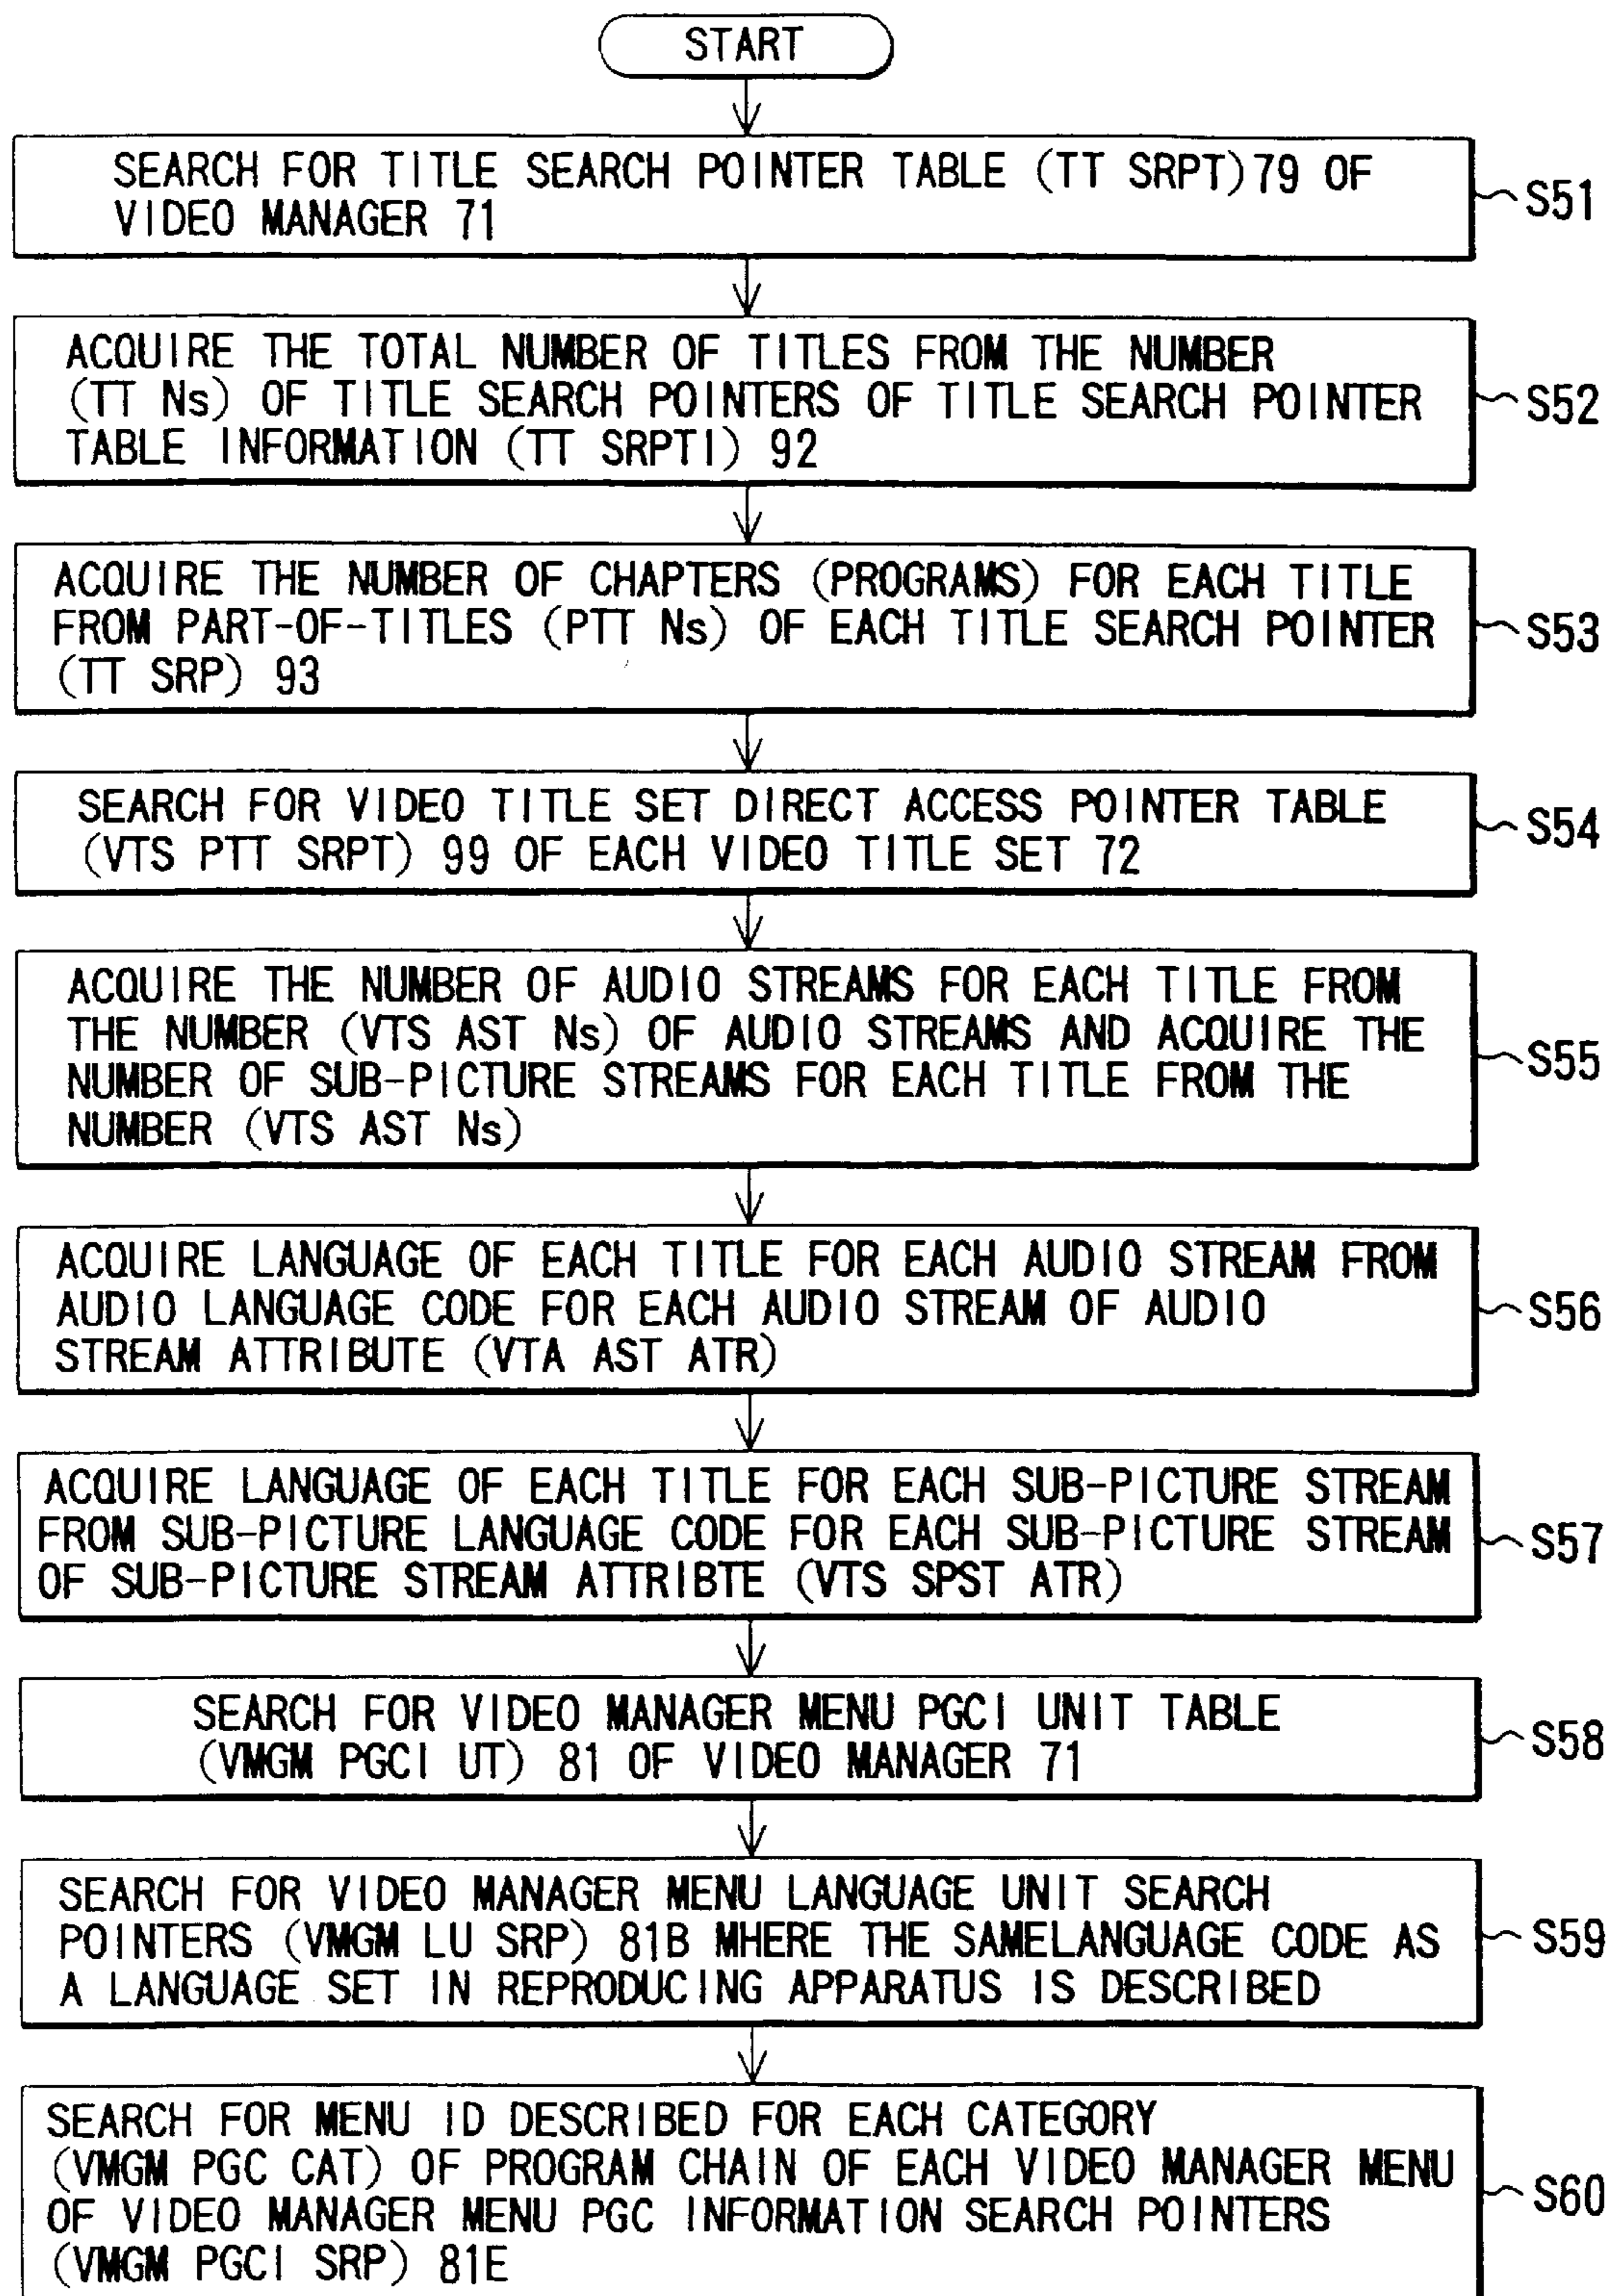 START
SEARCH FOR TITLE SEARCH POINTER TABLE (TT SRPT)79 OF
VIDEO MANAGER 71
S51
ACQUIRE THE TOTAL NUMBER OF TITLES FROM THE NUMBER
(TT Ns) OF TITLE SEARCH POINTERS OF TITLE SEARCH POINTER
TABLE INFORMATION (TT SRPTI) 92
S52
ACQUIRE THE NUMBER OF CHAPTERS (PROGRAMS) FOR EACH TITLE
FROM PART-OF-TITLES (PTT Ns) OF EACH TITLE SEARCH POINTER
(TT SRP) 93
S53
SEARCH FOR VIDEO TITLE SET DIRECT ACCESS POINTER TABLE
(VTS PTT SRPT) 99 OF EACH VIDEO TITLE SET 72
S54
ACQUIRE THE NUMBER OF AUDIO STREAMS FOR EACH TITLE FROM
THE NUMBER (VTS AST Ns) OF AUDIO STREAMS AND ACQUIRE THE
NUMBER OF SUB-PICTURE STREAMS FOR EACH TITLE FROM THE
NUMBER (VTS AST Ns)
S55
ACQUIRE LANGUAGE OF EACH TITLE FOR EACH AUDIO STREAM FROM
AUDIO LANGUAGE CODE FOR EACH AUDIO STREAM OF AUDIO
STREAM ATTRIBUTE (VTA AST ATR)
S56
ACQUIRE LANGUAGE OF EACH TITLE FOR EACH SUB-PICTURE STREAM
FROM SUB-PICTURE LANGUAGE CODE FOR EACH SUB-PICTURE STREAM
OF SUB-PICTURE STREAM ATTRIBTE (VTS SPST ATR)
S57
SEARCH FOR VIDEO MANAGER MENU PGCI UNIT TABLE
(VMGM PGCI UT) 81 OF VIDEO MANAGER 71
S58
SEARCH FOR VIDEO MANAGER MENU LANGUAGE UNIT SEARCH
POINTERS (VMGM LU SRP) 81B MHERE THE SAMELANGUAGE CODE AS
A LANGUAGE SET IN REPRODUCING APPARATUS IS DESCRIBED
S59
SEARCH FOR MENU ID DESCRIBED FOR EACH CATEGORY
(VMGM PGC CAT) OF PROGRAM CHAIN OF EACH VIDEO MANAGER MENU
OF VIDEO MANAGER MENU PGC INFORMATION SEARCH POINTERS
(VMGM PGCI SRP) 81E
S60